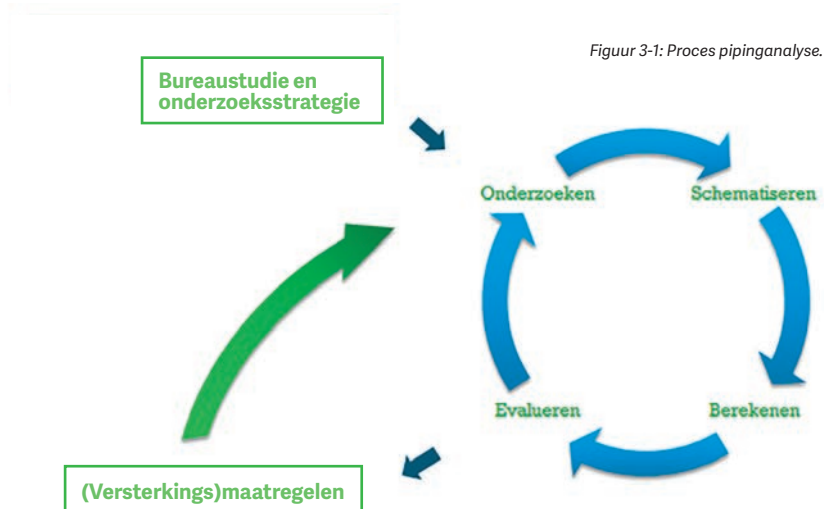 Figuur 3-1: Proces pipinganalyse.
Bureaustudie en
onderzoeksstrategie
Onderzoeken
Schematiseren
Evalueren
Berekenen
(Versterkings)maatregelen